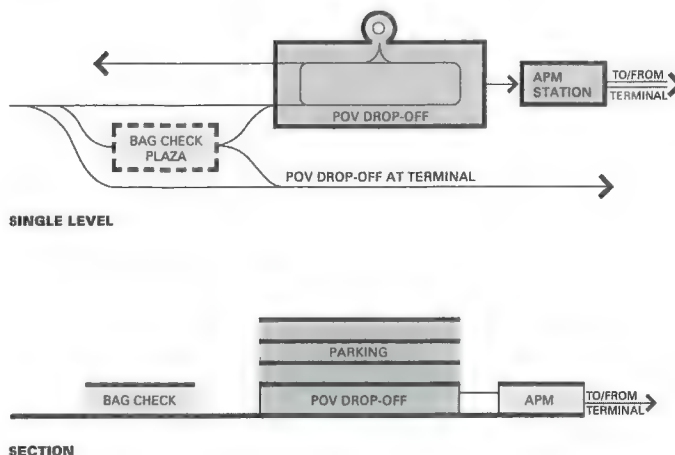 APM
STATION
TO/FROM
TERMINAL
POV DROP-OFF
BAG CHECK
PLAZA
POV DROP-OFF AT TERMINAL
SINGLE LEVEL
PARKING
BAG CHECK
POV DROP-OFF
APM
TO/FROM
TERMINAL
SECTION